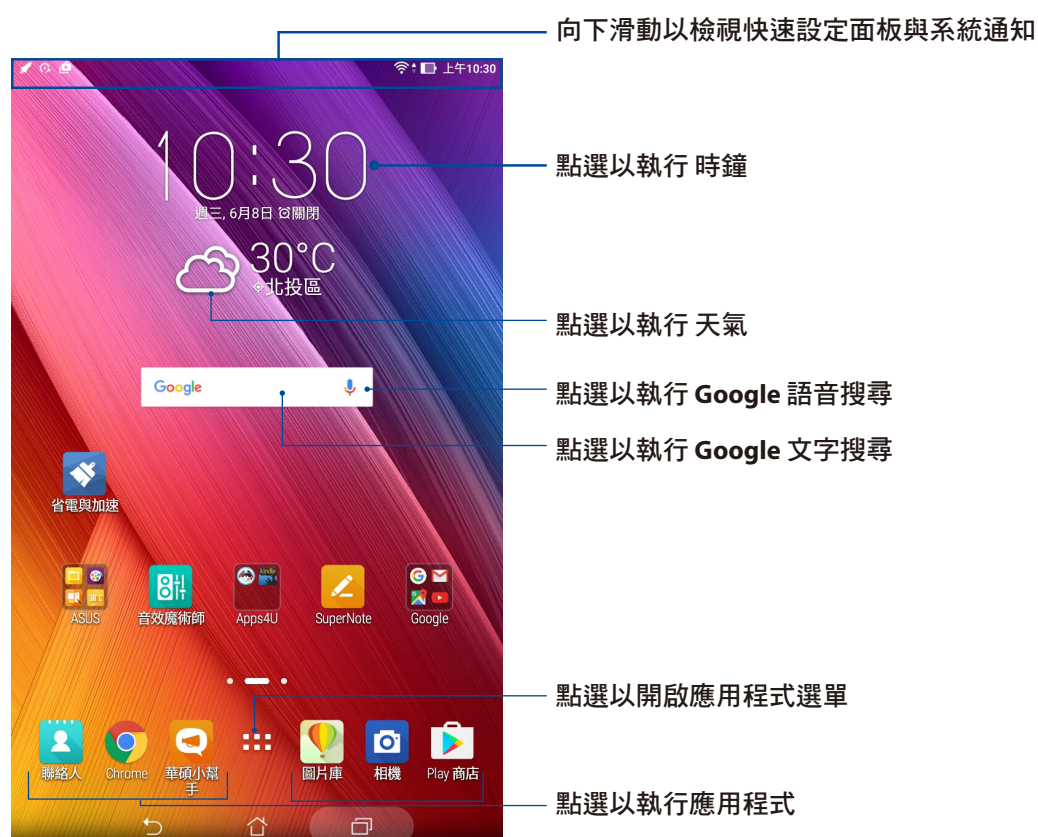 向下滑動以檢視快速設定面板與系統通知
上午10:30
10:30
點選以執行 時鐘
週三, 6月8日 關閉
30°C
北投區
點選以執行 天氣
Google
點選以執行 Google 語音搜尋
點選以執行 Google 文字搜尋
省電與加速
kindle
ASUS
音效魔術師
Apps4U
SuperNote
Google
點選以開啟應用程式選單
聯絡人
Chrome
華碩小幫
手
圖片庫
相機
Play 商店
點選以執行應用程式